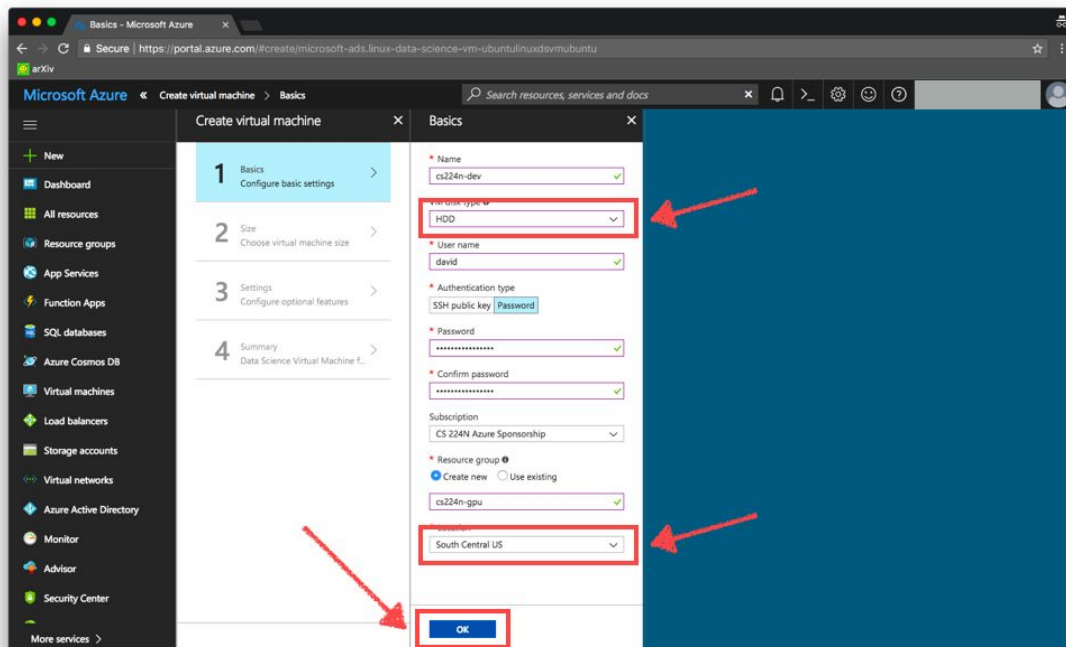 Basics - Microsoft Azure
Secure | https://portal.azure.com/#create/microsoft-ads.linux-data-science-vm-ubuntulinuxdsvmubuntu
arXiv
Microsoft Azure « Create virtual machine > Basics
Search resources, services and docs
New
Dashboard
All resources
Resource groups
App Services
Function Apps
SQL databases
Azure Cosmos DB
Virtual machines
Load balancers
Storage accounts
Virtual networks
Azure Active Directory
Monitor
Advisor
Security Center
More services >
Create virtual machine
1 Basics
Configure basic settings
2 Size
Choose virtual machine size
3 Settings
Configure optional features
4 Summary
Data Science Virtual Machine f...
Basics
* Name
cs224n-dev
VM disk type
HDD
* User name
david
* Authentication type
SSH public key Password
* Password
* Confirm password
Subscription
CS 224N Azure Sponsorship
* Resource group
Create new Use existing
cs224n-gpu
* Location
South Central US
OK